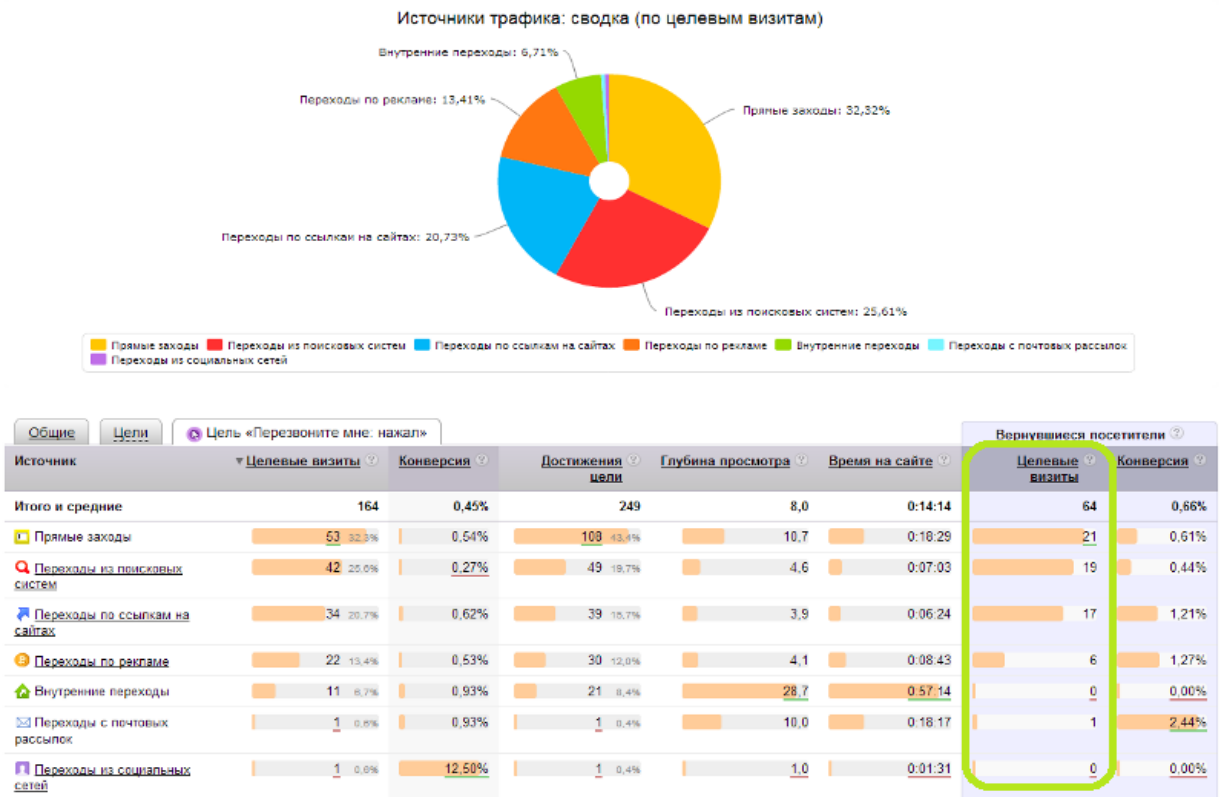 Источники трафика: сводка (по целевым визитам)
Внутренние переходы: 6,71%
Переходы по рекламе: 13,41%
Прямые заходы: 32,32%
Переходы по ссылкам на сайтах: 20,73%
Переходы из поисковых систем: 25,61%
Прямые заходы Переходы из поисковых систем Переходы по ссылкам на сайтах Переходы по рекламе Внутренние переходы Переходы с почтовых рассылок
Переходы из социальных сетей
Общие Цели Цель «Перезвоните мне: нажал» Вернувшиеся посетители ?
Источник ▼Целевые визиты ? Конверсия ? Достижения ? Глубина просмотра ? Время на сайте ? Целевые ? Конверсия ?
цели визиты
Итого и средние 164 0,45% 249 8,0 0:14:14 64 0,66%
Прямые заходы 53 32,3% 0,54% 108 43,4% 10,7 0:18:29 21 0,61%
Переходы из поисковых 42 25,6% 0,27% 49 19,7% 4,6 0:07:03 19 0,44%
систем
Переходы по ссылкам на 34 20,7% 0,62% 39 15,7% 3,9 0:06:24 17 1,21%
сайтах
Переходы по рекламе 22 13,4% 0,53% 30 12,0% 4,1 0:08:43 6 1,27%
Внутренние переходы 11 6,7% 0,93% 21 8,4% 28,7 0:57:14 0 0,00%
Переходы с почтовых 1 0,6% 0,93% 1 0,4% 10,0 0:18:17 1 2,44%
рассылок
Переходы из социальных 1 0,6% 12,50% 1 0,4% 1,0 0:01:31 0 0,00%
сетей